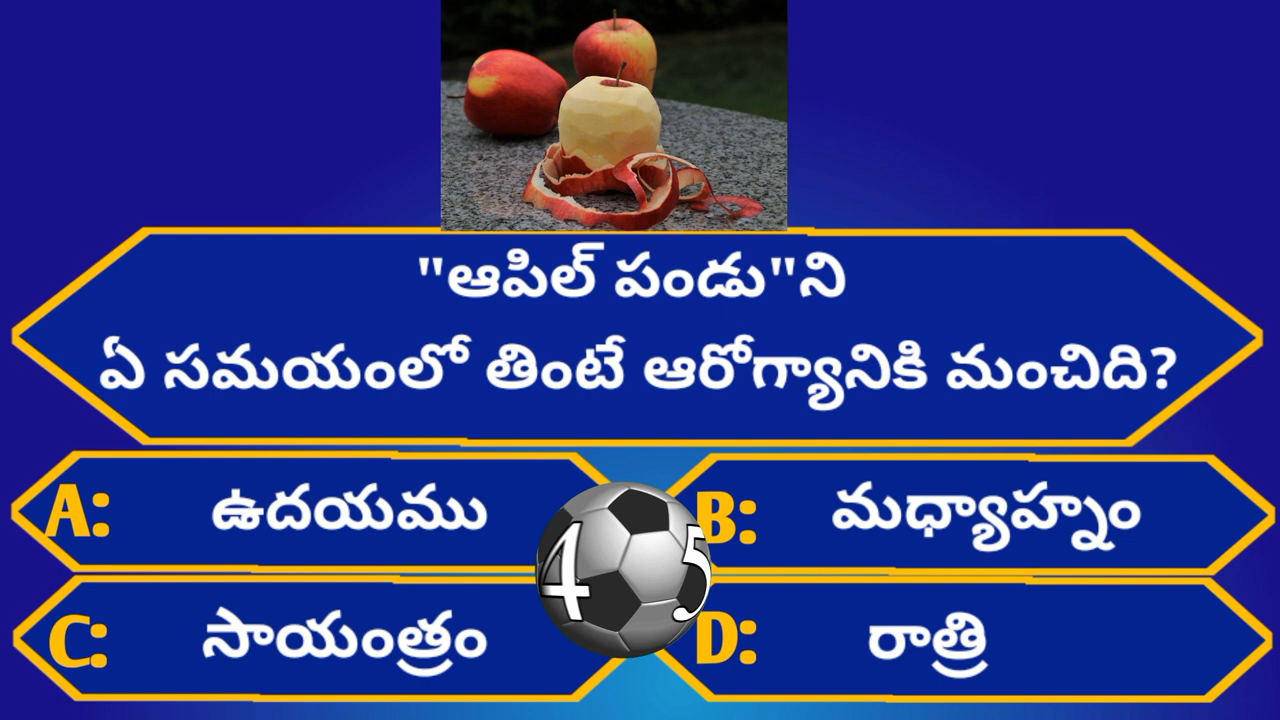 "ఆపిల్ పండు"ని
ఏ సమయంలో తింటే ఆరోగ్యానికి మంచిది?
A: ఉదయము
B: మధ్యాహ్నం
4 5
C: సాయంత్రం
D: రాత్రి